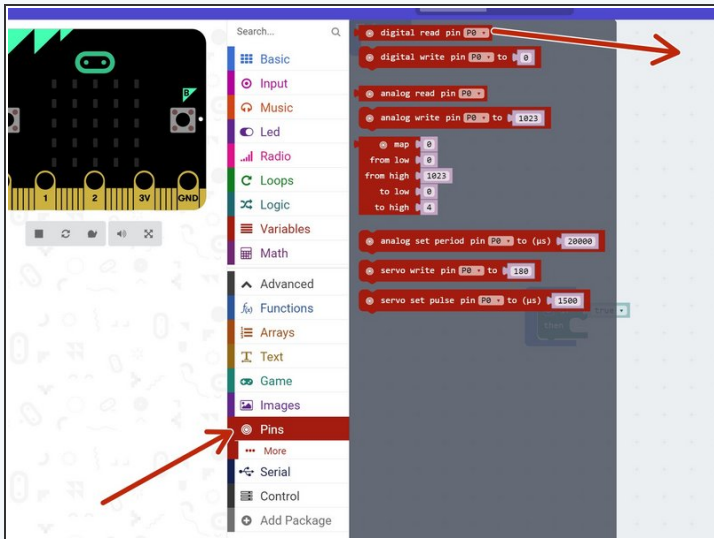 Search...
Basic
Input
Music
Led
Radio
Loops
Logic
Variables
Math
Advanced
Functions
Arrays
Text
Game
Images
Pins
More
Serial
Control
Add Package
digital read pin P0
digital write pin P0 to 0
analog read pin P0
analog write pin P0 to 1023
map 0
from low 0
from high 1023
to low 0
to high 4
analog set period pin P0 to (µs) 20000
servo write pin P0 to 180
servo set pulse pin P0 to (µs) 1500
true
then
B
1 2 3V GND